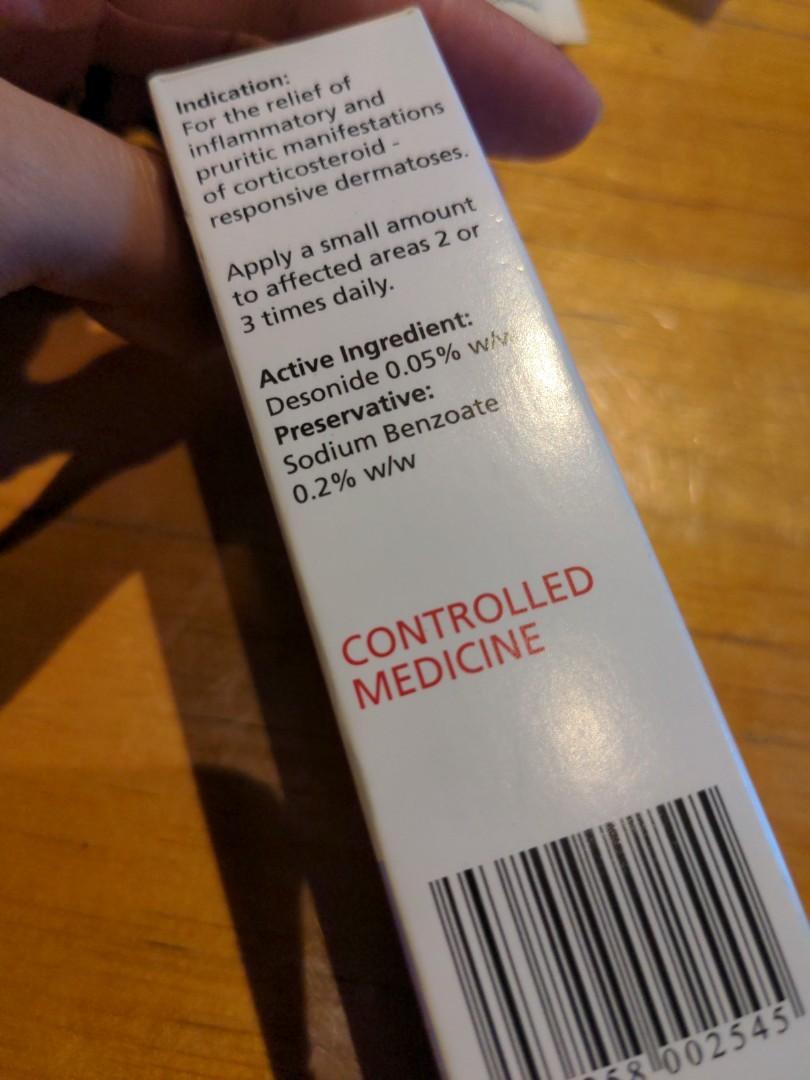 Indication:
For the relief of
inflammatory and
pruritic manifestations
of corticosteroid -
responsive dermatoses.
Apply a small amount
to affected areas 2 or
3 times daily.
Active Ingredient:
Desonide 0.05% w/v
Preservative:
Sodium Benzoate
0.2% w/w
CONTROLLED
MEDICINE
002545